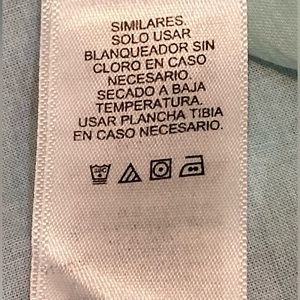 SIMILARES.
SOLO USAR
BLANQUEADOR SIN
CLORO EN CASO
NECESARIO.
SECADO A BAJA
TEMPERATURA.
USAR PLANCHA TIBIA
EN CASO NECESARIO.